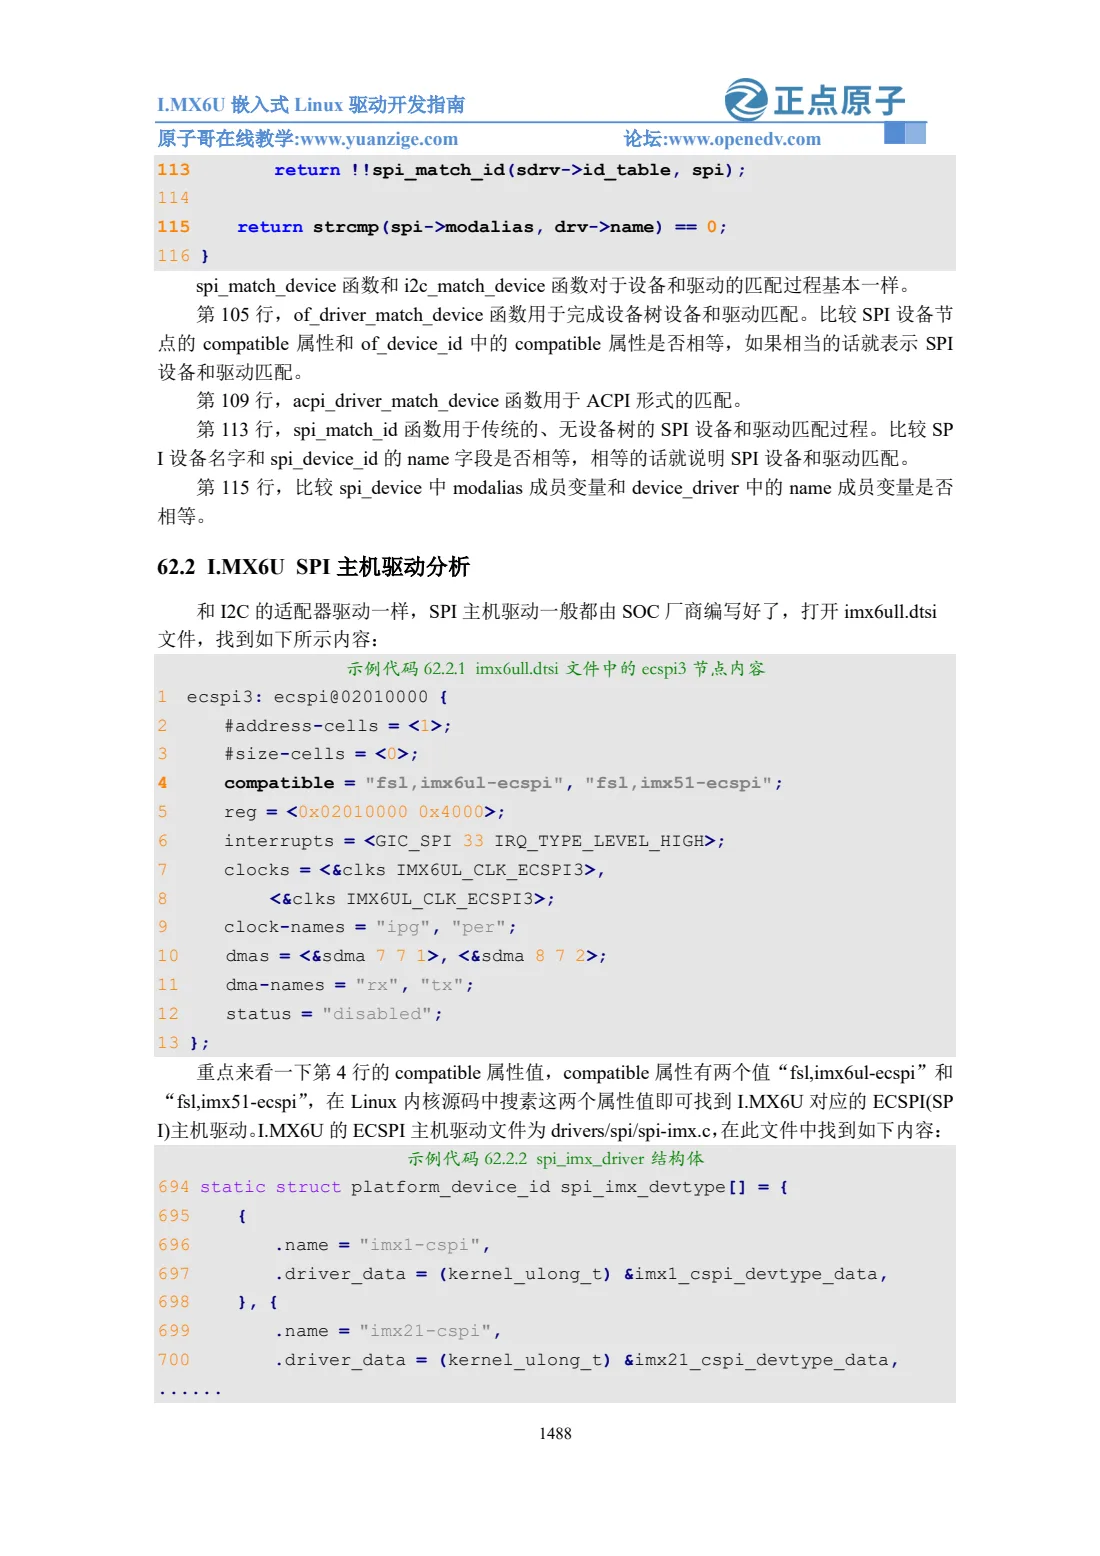 I.MX6U 嵌入式 Linux 驱动开发指南
正点原子
原子哥在线教学:www.yuanzige.com 论坛:www.openedv.com
113 return !!spi_match_id(sdrv->id_table, spi);
114
115 return strcmp(spi->modalias, drv->name) == 0;
116 }
spi_match_device 函数和 i2c_match_device 函数对于设备和驱动的匹配过程基本一样。
第 105 行，of_driver_match_device 函数用于完成设备树设备和驱动匹配。比较 SPI 设备节
点的 compatible 属性和 of_device_id 中的 compatible 属性是否相等，如果相当的话就表示 SPI
设备和驱动匹配。
第 109 行，acpi_driver_match_device 函数用于 ACPI 形式的匹配。
第 113 行，spi_match_id 函数用于传统的、无设备树的 SPI 设备和驱动匹配过程。比较 SP
I 设备名字和 spi_device_id 的 name 字段是否相等，相等的话就说明 SPI 设备和驱动匹配。
第 115 行，比较 spi_device 中 modalias 成员变量和 device_driver 中的 name 成员变量是否
相等。
62.2 I.MX6U SPI 主机驱动分析
和 I2C 的适配器驱动一样，SPI 主机驱动一般都由 SOC 厂商编写好了，打开 imx6ull.dtsi
文件，找到如下所示内容：
示例代码 62.2.1 imx6ull.dtsi 文件中的 ecspi3 节点内容
1 ecspi3: ecspi@02010000 {
2 #address-cells = <1>;
3 #size-cells = <0>;
4 compatible = "fsl,imx6ul-ecspi", "fsl,imx51-ecspi";
5 reg = <0x02010000 0x4000>;
6 interrupts = <GIC_SPI 33 IRQ_TYPE_LEVEL_HIGH>;
7 clocks = <&clks IMX6UL_CLK_ECSPI3>,
8 <&clks IMX6UL_CLK_ECSPI3>;
9 clock-names = "ipg", "per";
10 dmas = <&sdma 7 7 1>, <&sdma 8 7 2>;
11 dma-names = "rx", "tx";
12 status = "disabled";
13 };
重点来看一下第 4 行的 compatible 属性值，compatible 属性有两个值“fsl,imx6ul-ecspi”和
“fsl,imx51-ecspi”，在 Linux 内核源码中搜素这两个属性值即可找到 I.MX6U 对应的 ECSPI(SP
I)主机驱动。I.MX6U 的 ECSPI 主机驱动文件为 drivers/spi/spi-imx.c，在此文件中找到如下内容：
示例代码 62.2.2 spi_imx_driver 结构体
694 static struct platform_device_id spi_imx_devtype[] = {
695 {
696 .name = "imx1-cspi",
697 .driver_data = (kernel_ulong_t) &imx1_cspi_devtype_data,
698 }, {
699 .name = "imx21-cspi",
700 .driver_data = (kernel_ulong_t) &imx21_cspi_devtype_data,
......
1488